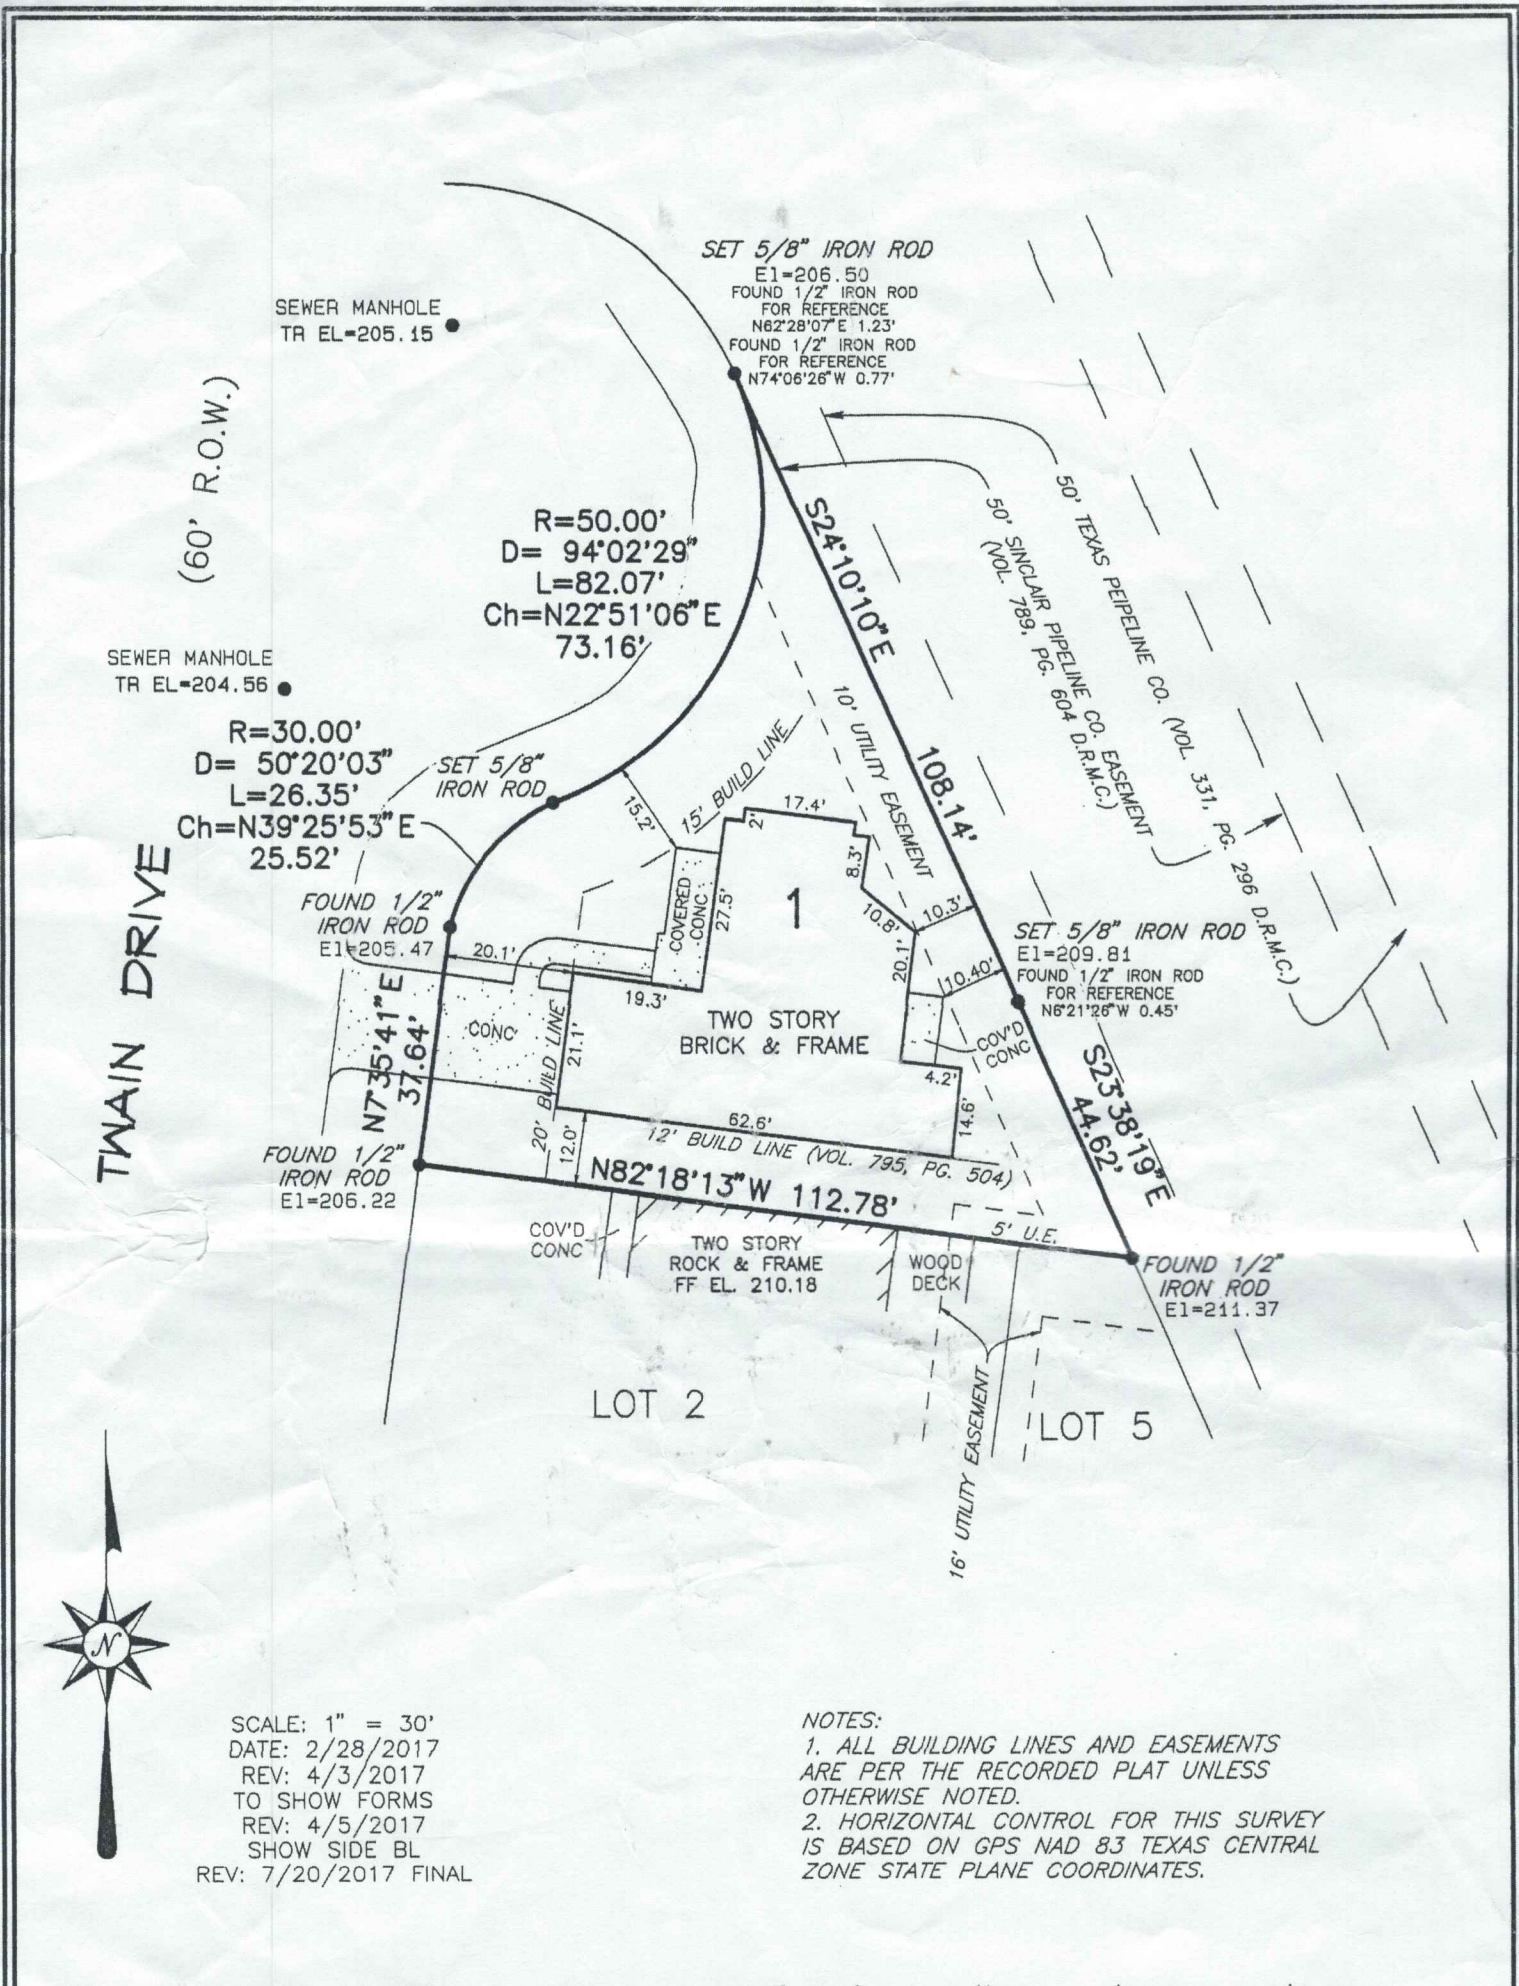 SET 5/8" IRON ROD
El=206.50
FOUND 1/2" IRON ROD
FOR REFERENCE
N62°28'07"E 1.23'
FOUND 1/2" IRON ROD
FOR REFERENCE
N74°06'26"W 0.77'
SEWER MANHOLE
TR EL=205.15
(60' R.O.W.)
R=50.00'
D= 94°02'29"
L=82.07'
Ch=N22°51'06"E
73.16'
S24°10'10"E
108.14'
50' SINCLAIR PIPELINE CO. EASEMENT
(VOL. 789, PG. 604 D.R.M.C.)
50' TEXAS PEIPELINE CO. (VOL. 331, PG. 296 D.R.M.C.)
SEWER MANHOLE
TR EL=204.56
R=30.00'
D= 50°20'03"
L=26.35'
Ch=N39°25'53"E
25.52'
SET 5/8"
IRON ROD
15.2'
15' BUILD LINE
10' UTILITY EASEMENT
17.4'
2'
8.3'
10.8'
10.3'
1
COVERED
CONC
27.5'
TWAIN DRIVE
FOUND 1/2"
IRON ROD
El=205.47
20.1'
19.3'
20.1'
10.40'
SET 5/8" IRON ROD
El=209.81
FOUND 1/2" IRON ROD
FOR REFERENCE
N6°21'26"W 0.45'
N7°35'41"E
37.64'
CONC
20' BUILD LINE
21.1'
TWO STORY
BRICK & FRAME
COV'D
CONC
4.2'
14.6'
S23°38'19"E
44.62'
62.6'
12' BUILD LINE (VOL. 795, PG. 504)
12.0'
FOUND 1/2"
IRON ROD
El=206.22
N82°18'13"W 112.78'
5' U.E.
COV'D
CONC
TWO STORY
ROCK & FRAME
FF EL. 210.18
WOOD
DECK
FOUND 1/2"
IRON ROD
El=211.37
LOT 2
16' UTILITY EASEMENT
LOT 5
N
SCALE: 1" = 30'
DATE: 2/28/2017
REV: 4/3/2017
TO SHOW FORMS
REV: 4/5/2017
SHOW SIDE BL
REV: 7/20/2017 FINAL
NOTES:
1. ALL BUILDING LINES AND EASEMENTS
ARE PER THE RECORDED PLAT UNLESS
OTHERWISE NOTED.
2. HORIZONTAL CONTROL FOR THIS SURVEY
IS BASED ON GPS NAD 83 TEXAS CENTRAL
ZONE STATE PLANE COORDINATES.